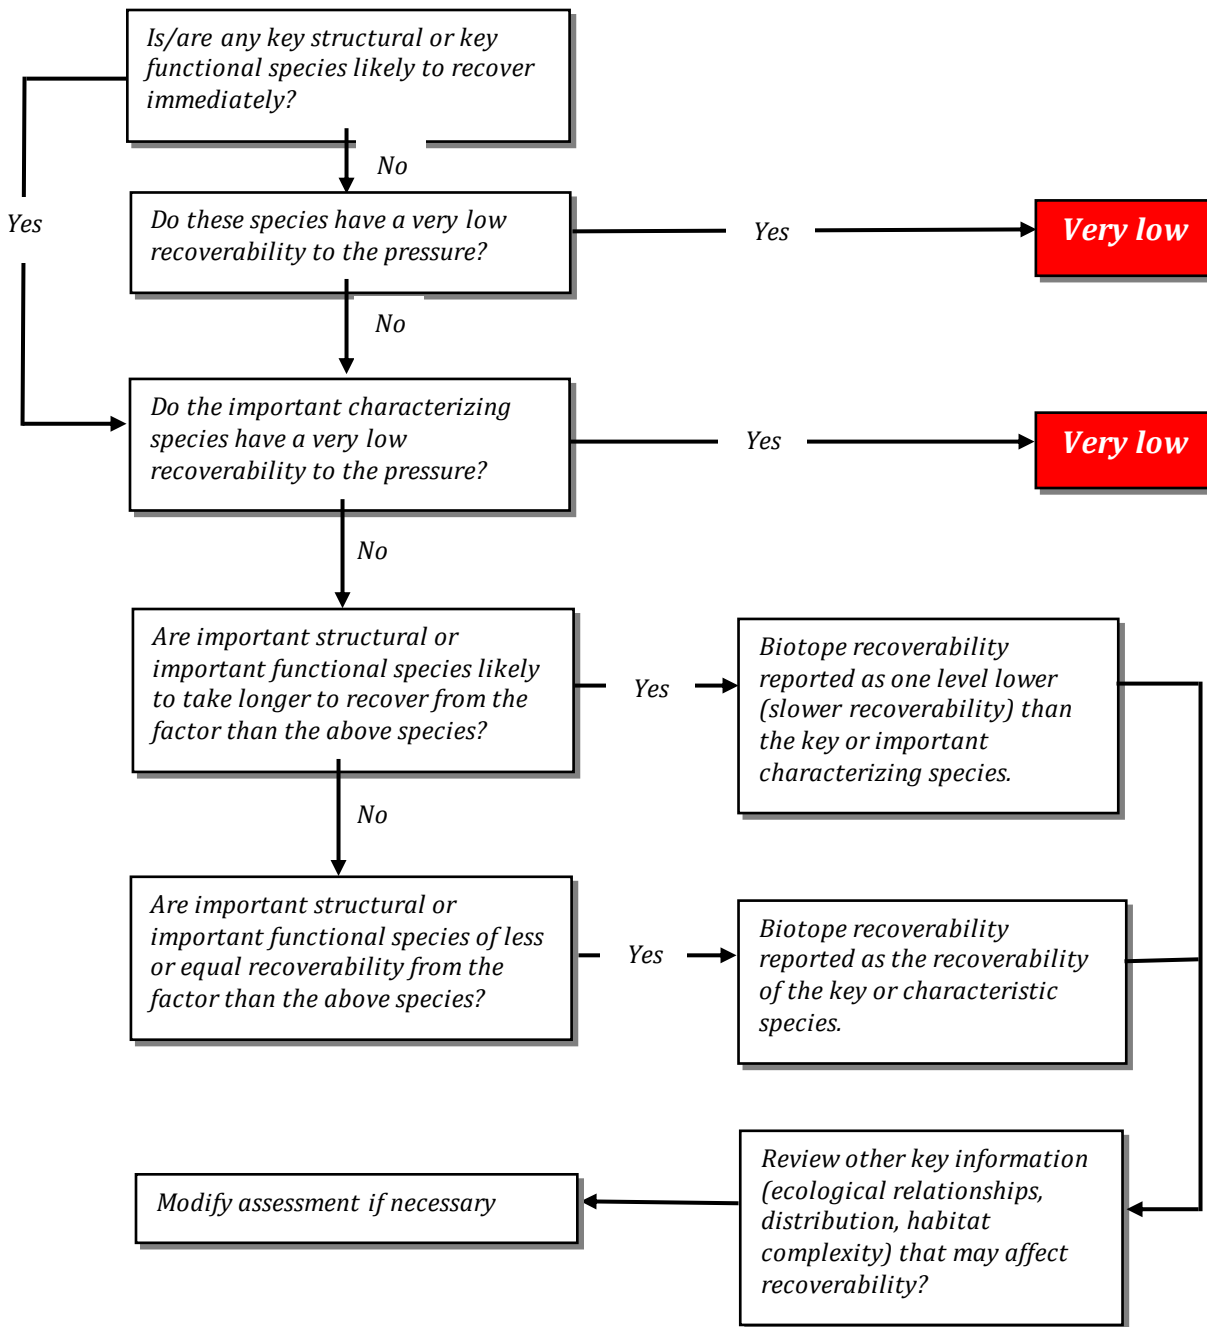 Is/are any key structural or key
functional species likely to recover
immediately?
No
Yes
Do these species have a very low
recoverability to the pressure?
Yes
Very low
No
Do the important characterizing
species have a very low
recoverability to the pressure?
Yes
Very low
No
Are important structural or
important functional species likely
to take longer to recover from the
factor than the above species?
Yes
Biotope recoverability
reported as one level lower
(slower recoverability) than
the key or important
characterizing species.
No
Are important structural or
important functional species of less
or equal recoverability from the
factor than the above species?
Yes
Biotope recoverability
reported as the recoverability
of the key or characteristic
species.
Review other key information
(ecological relationships,
distribution, habitat
complexity) that may affect
recoverability?
Modify assessment if necessary